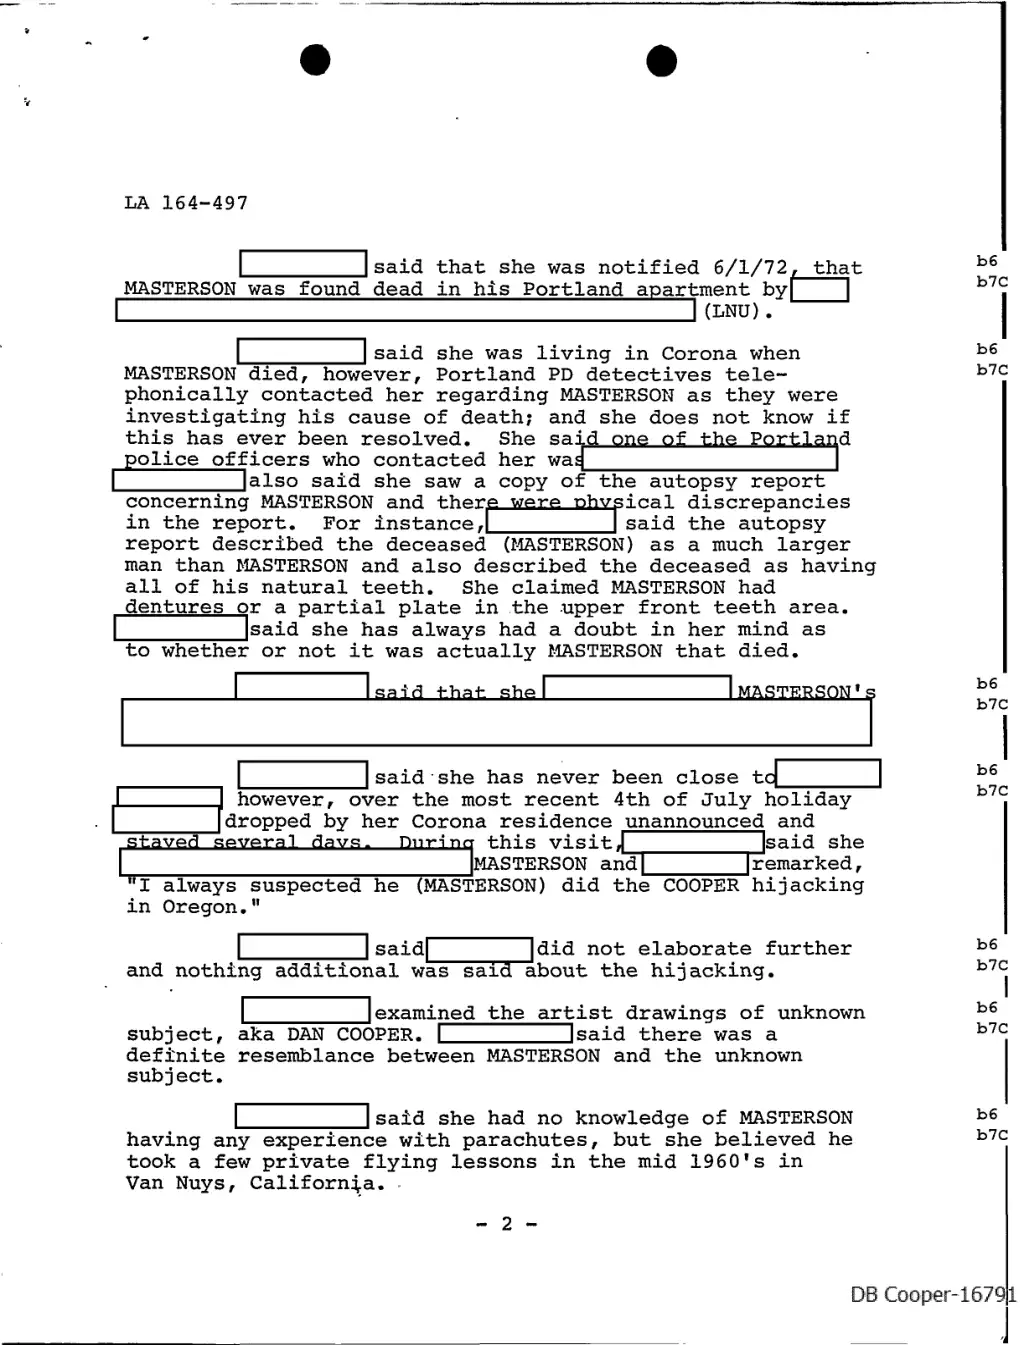 LA 164-497
said that she was notified 6/1/72, that b6
MASTERSON was found dead in his Portland apartment by b7C
(LNU).
said she was living in Corona when b6
MASTERSON died, however, Portland PD detectives tele- b7C
phonically contacted her regarding MASTERSON as they were
investigating his cause of death; and she does not know if
this has ever been resolved. She said one of the Portland
police officers who contacted her was
also said she saw a copy of the autopsy report
concerning MASTERSON and there were physical discrepancies
in the report. For instance, said the autopsy
report described the deceased (MASTERSON) as a much larger
man than MASTERSON and also described the deceased as having
all of his natural teeth. She claimed MASTERSON had
dentures or a partial plate in the upper front teeth area.
said she has always had a doubt in her mind as
to whether or not it was actually MASTERSON that died.
said that she MASTERSON's b6
b7C
said she has never been close to b6
however, over the most recent 4th of July holiday b7C
dropped by her Corona residence unannounced and
stayed several days. During this visit, said she
MASTERSON and remarked,
"I always suspected he (MASTERSON) did the COOPER hijacking
in Oregon."
said did not elaborate further b6
and nothing additional was said about the hijacking. b7C
examined the artist drawings of unknown b6
subject, aka DAN COOPER. said there was a b7C
definite resemblance between MASTERSON and the unknown
subject.
said she had no knowledge of MASTERSON b6
having any experience with parachutes, but she believed he b7C
took a few private flying lessons in the mid 1960's in
Van Nuys, California.
- 2 -
DB Cooper-16791